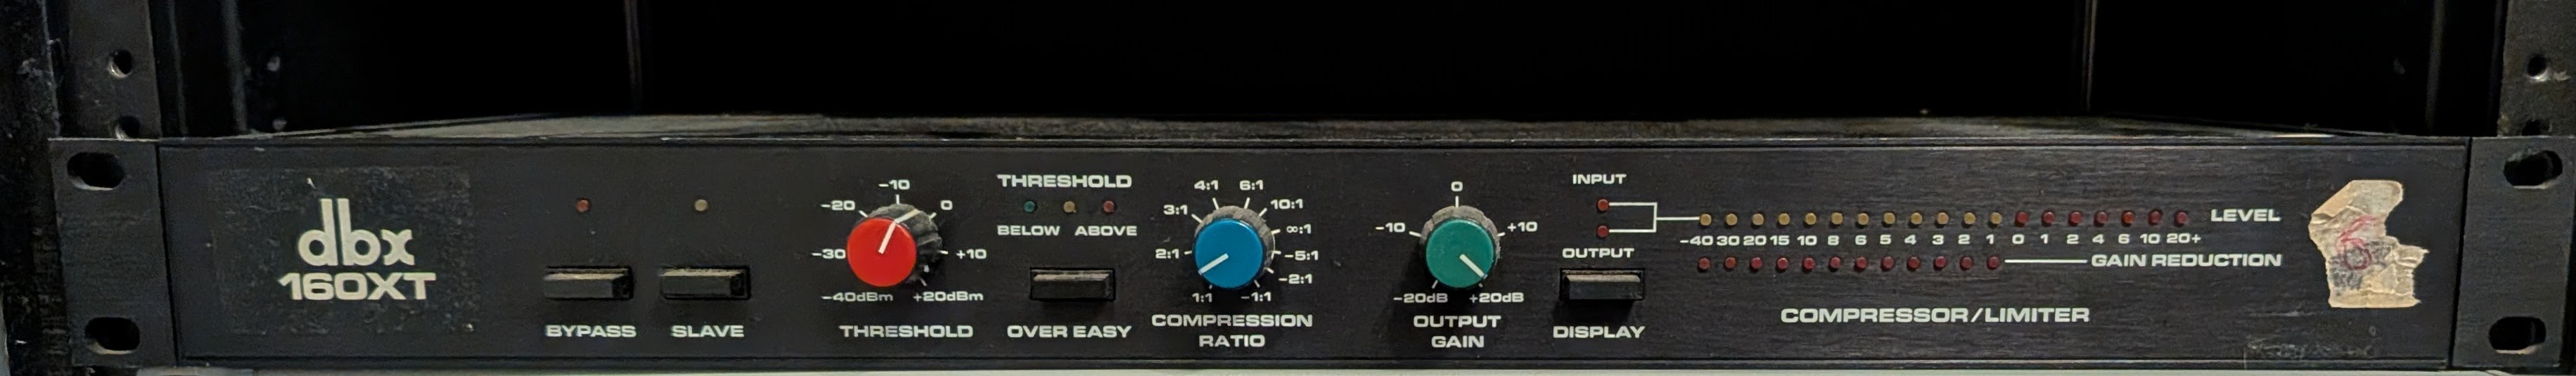 dbx
160XT
BYPASS
SLAVE
-40dBm -30 -20 -10 0 +10 +20dBm
THRESHOLD
THRESHOLD
BELOW ABOVE
OVER EASY
1:1 2:1 3:1 4:1 6:1 10:1 ∞:1 -5:1 -2:1 -1:1
COMPRESSION
RATIO
-20dB -10 0 +10 +20dB
OUTPUT
GAIN
INPUT
OUTPUT
DISPLAY
LEVEL
-40 30 20 15 10 8 6 5 4 3 2 1 0 1 2 4 6 10 20+
GAIN REDUCTION
COMPRESSOR/LIMITER